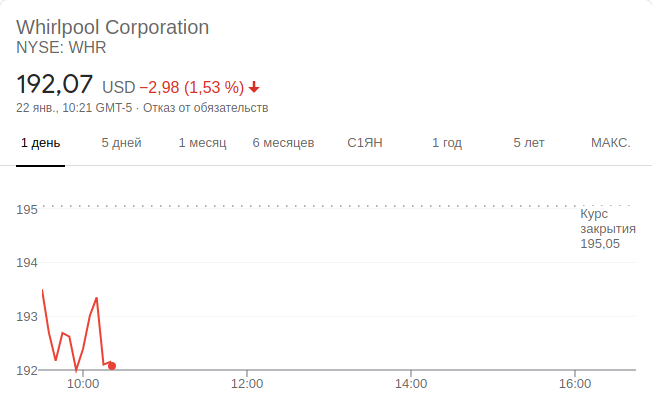 Whirlpool Corporation
NYSE: WHR
192,07 USD −2,98 (1,53 %)
22 янв., 10:21 GMT-5 · Отказ от обязательств
1 день 5 дней 1 месяц 6 месяцев С1ЯН 1 год 5 лет МАКС.
195
Курс
закрытия
195,05
194
193
192
10:00 12:00 14:00 16:00